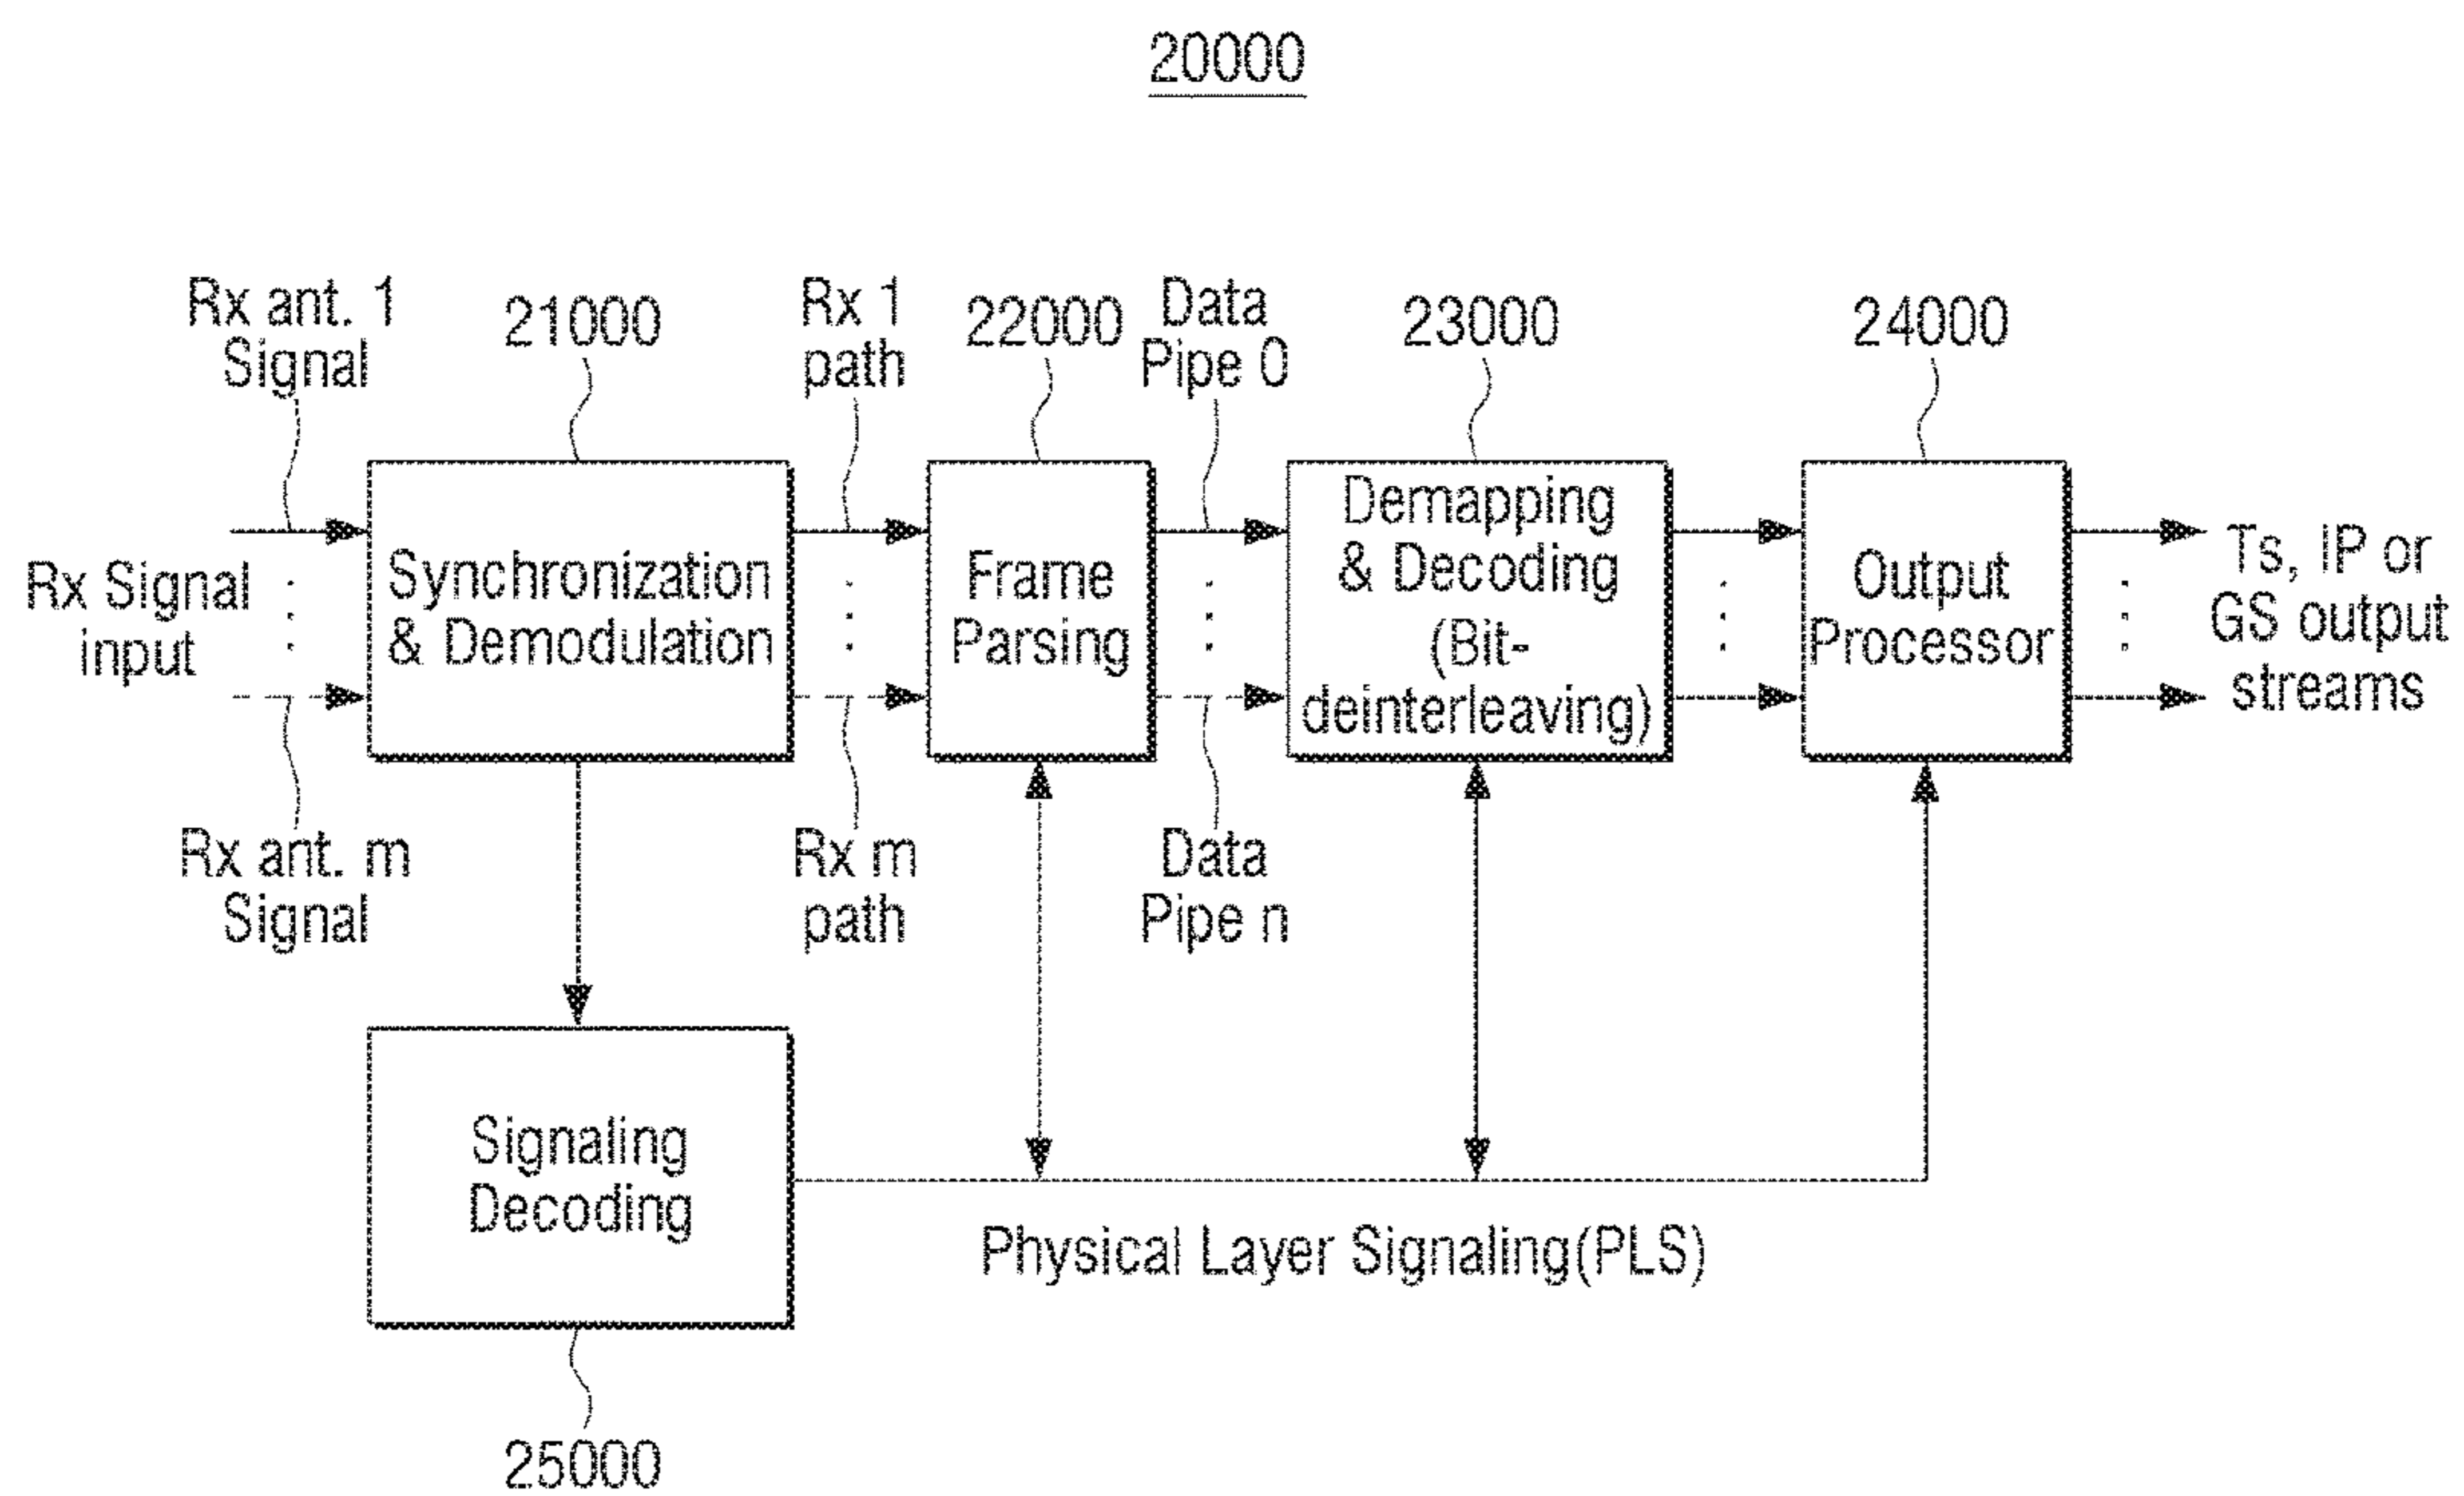 20000
Rx ant. 1
Signal
21000
Rx 1
path
22000
Data
Pipe 0
23000
24000
Rx Signal
input
Synchronization
& Demodulation
Frame
Parsing
Demapping
& Decoding
(Bit-
deinterleaving)
Output
Processor
Ts, IP or
GS output
streams
Rx ant. m
Signal
Rx m
path
Data
Pipe n
Signaling
Decoding
Physical Layer Signaling(PLS)
25000